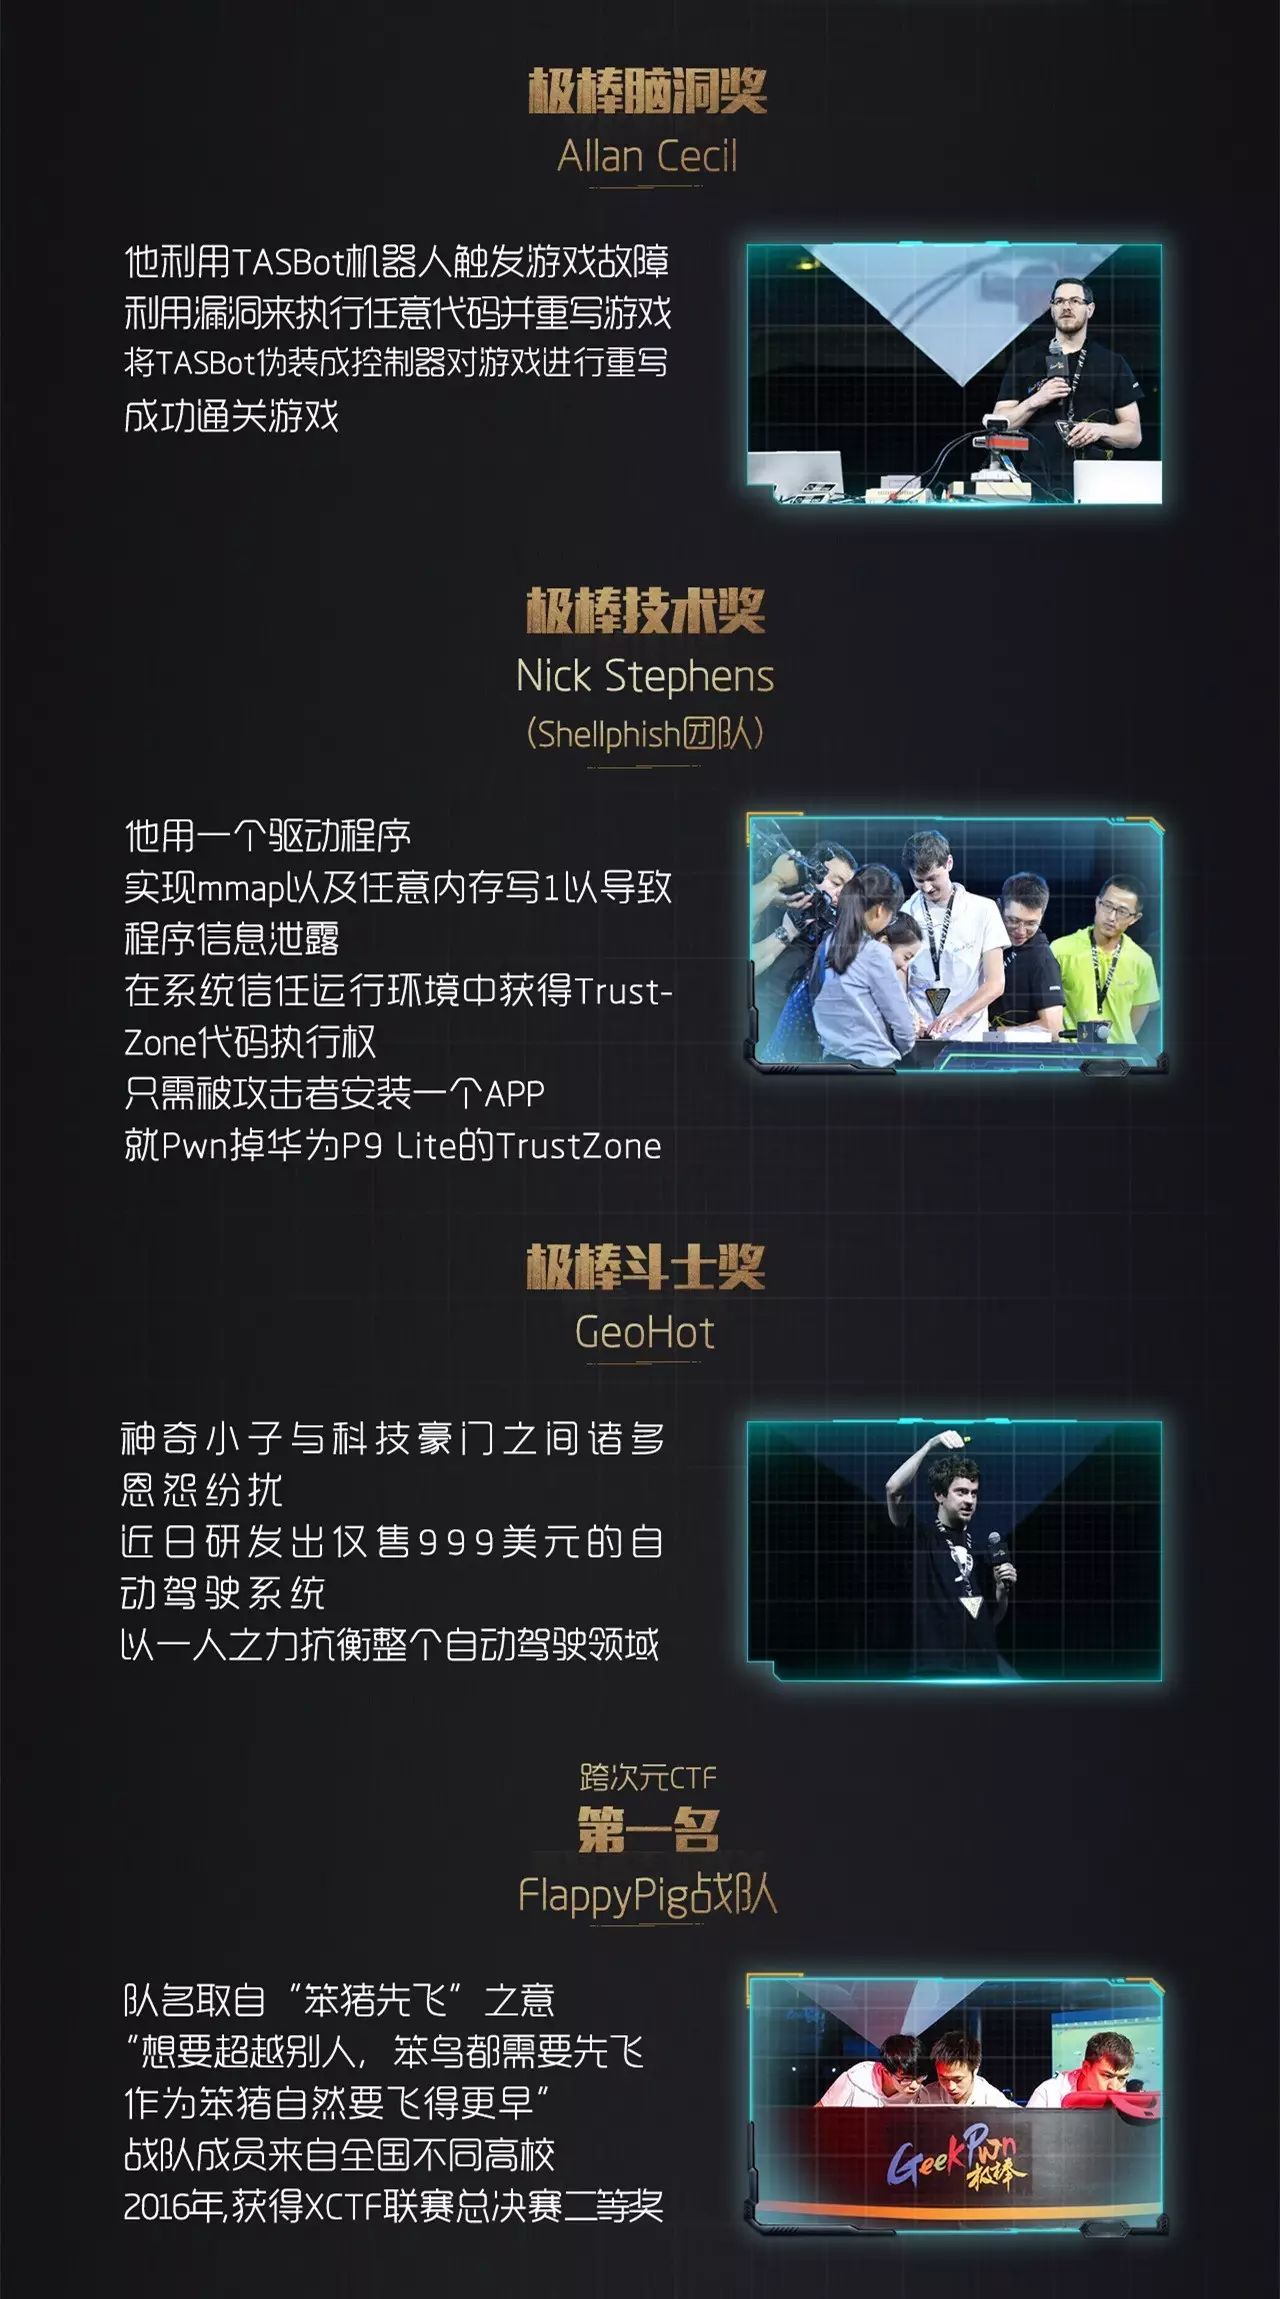 极棒脑洞奖
Allan Cecil
他利用TASBot机器人触发游戏故障
利用漏洞来执行任意代码并重写游戏
将TASBot伪装成控制器对游戏进行重写
成功通关游戏
极棒技术奖
Nick Stephens
(Shellphish团队)
他用一个驱动程序
实现mmap以及任意内存写1以导致
程序信息泄露
在系统信任运行环境中获得Trust-
Zone代码执行权
只需被攻击者安装一个APP
就Pwn掉华为P9 Lite的TrustZone
极棒斗士奖
GeoHot
神奇小子与科技豪门之间诸多
恩怨纷扰
近日研发出仅售999美元的自
动驾驶系统
以一人之力抗衡整个自动驾驶领域
跨次元CTF
第一名
FlappyPig战队
队名取自“笨猪先飞”之意
“想要超越别人，笨鸟都需要先飞
作为笨猪自然要飞得更早”
战队成员来自全国不同高校
2016年,获得XCTF联赛总决赛二等奖
GeekPwn
极棒